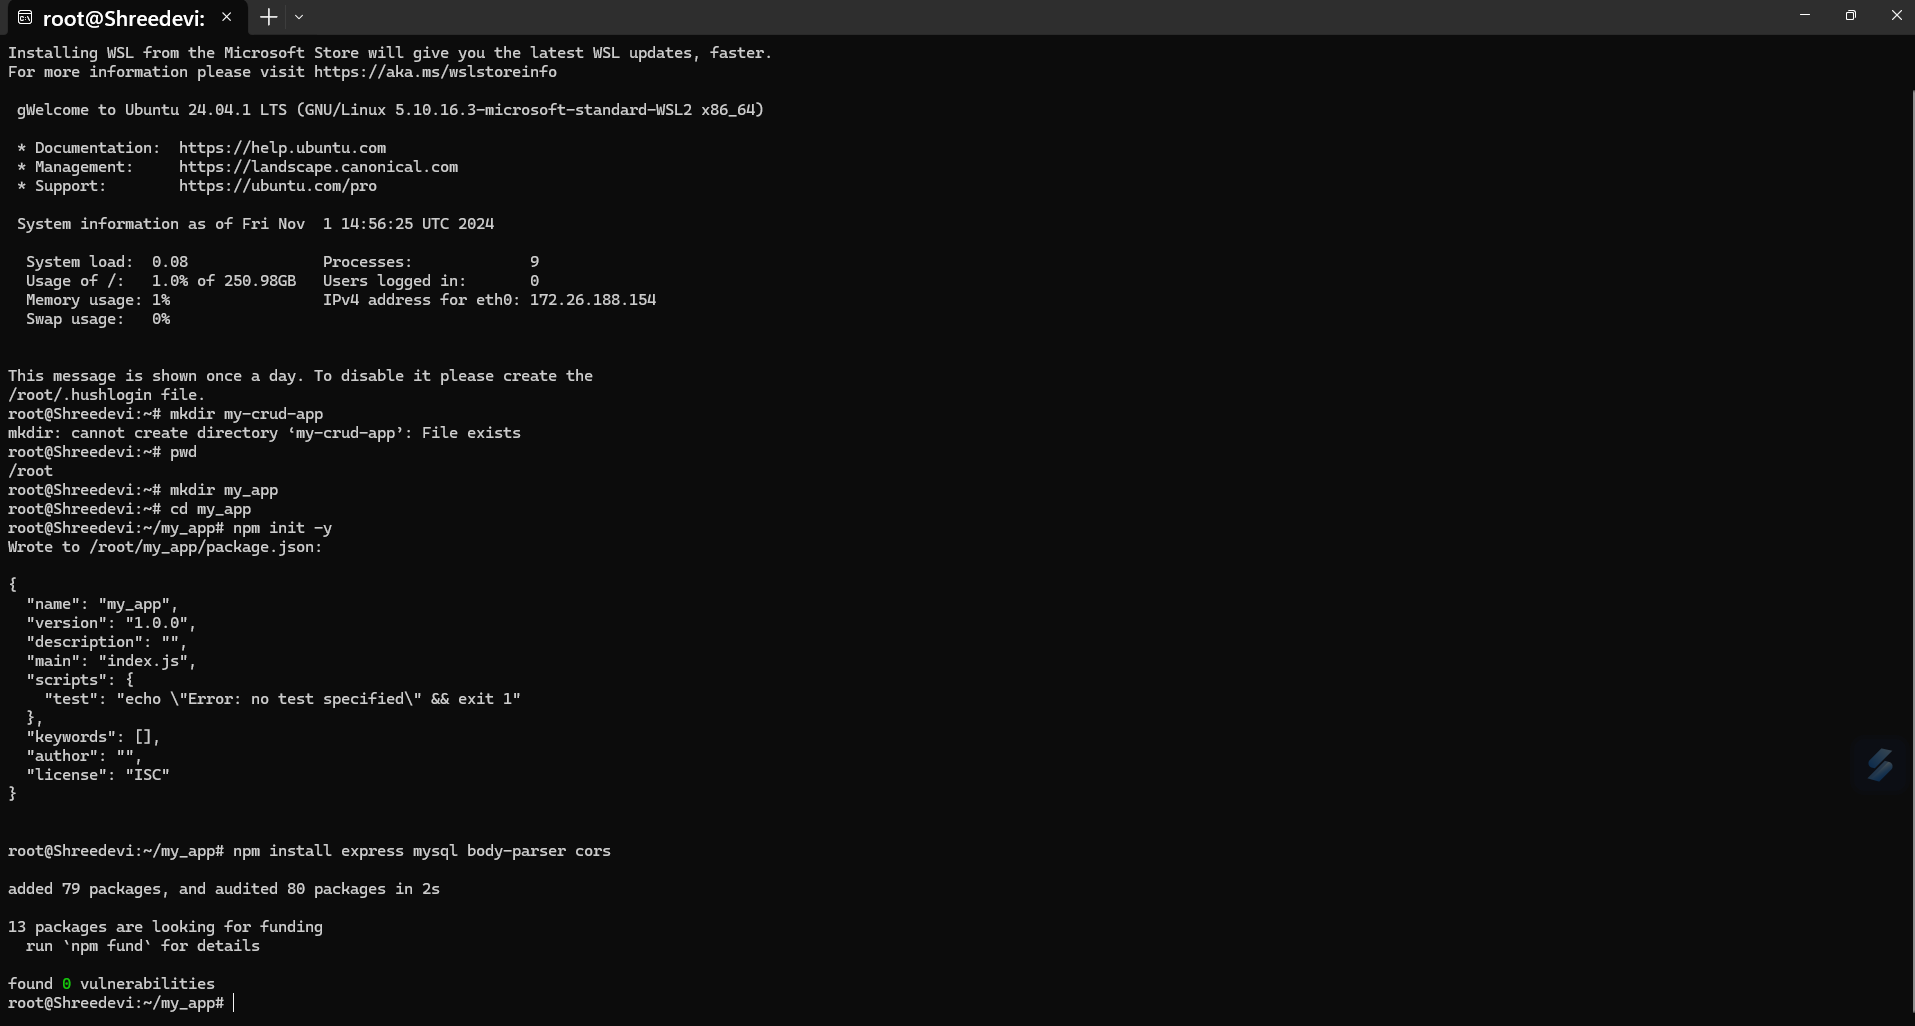 root@Shreedevi:
Installing WSL from the Microsoft Store will give you the latest WSL updates, faster.
For more information please visit https://aka.ms/wslstoreinfo
gWelcome to Ubuntu 24.04.1 LTS (GNU/Linux 5.10.16.3-microsoft-standard-WSL2 x86_64)
* Documentation:  https://help.ubuntu.com
* Management:     https://landscape.canonical.com
* Support:        https://ubuntu.com/pro
System information as of Fri Nov  1 14:56:25 UTC 2024
System load:  0.08               Processes:             9
Usage of /:   1.0% of 250.98GB   Users logged in:       0
Memory usage: 1%                 IPv4 address for eth0: 172.26.188.154
Swap usage:   0%
This message is shown once a day. To disable it please create the
/root/.hushlogin file.
root@Shreedevi:~# mkdir my-crud-app
mkdir: cannot create directory ‘my-crud-app’: File exists
root@Shreedevi:~# pwd
/root
root@Shreedevi:~# mkdir my_app
root@Shreedevi:~# cd my_app
root@Shreedevi:~/my_app# npm init -y
Wrote to /root/my_app/package.json:
{
  "name": "my_app",
  "version": "1.0.0",
  "description": "",
  "main": "index.js",
  "scripts": {
    "test": "echo \"Error: no test specified\" && exit 1"
  },
  "keywords": [],
  "author": "",
  "license": "ISC"
}
root@Shreedevi:~/my_app# npm install express mysql body-parser cors
added 79 packages, and audited 80 packages in 2s
13 packages are looking for funding
  run `npm fund` for details
found 0 vulnerabilities
root@Shreedevi:~/my_app#